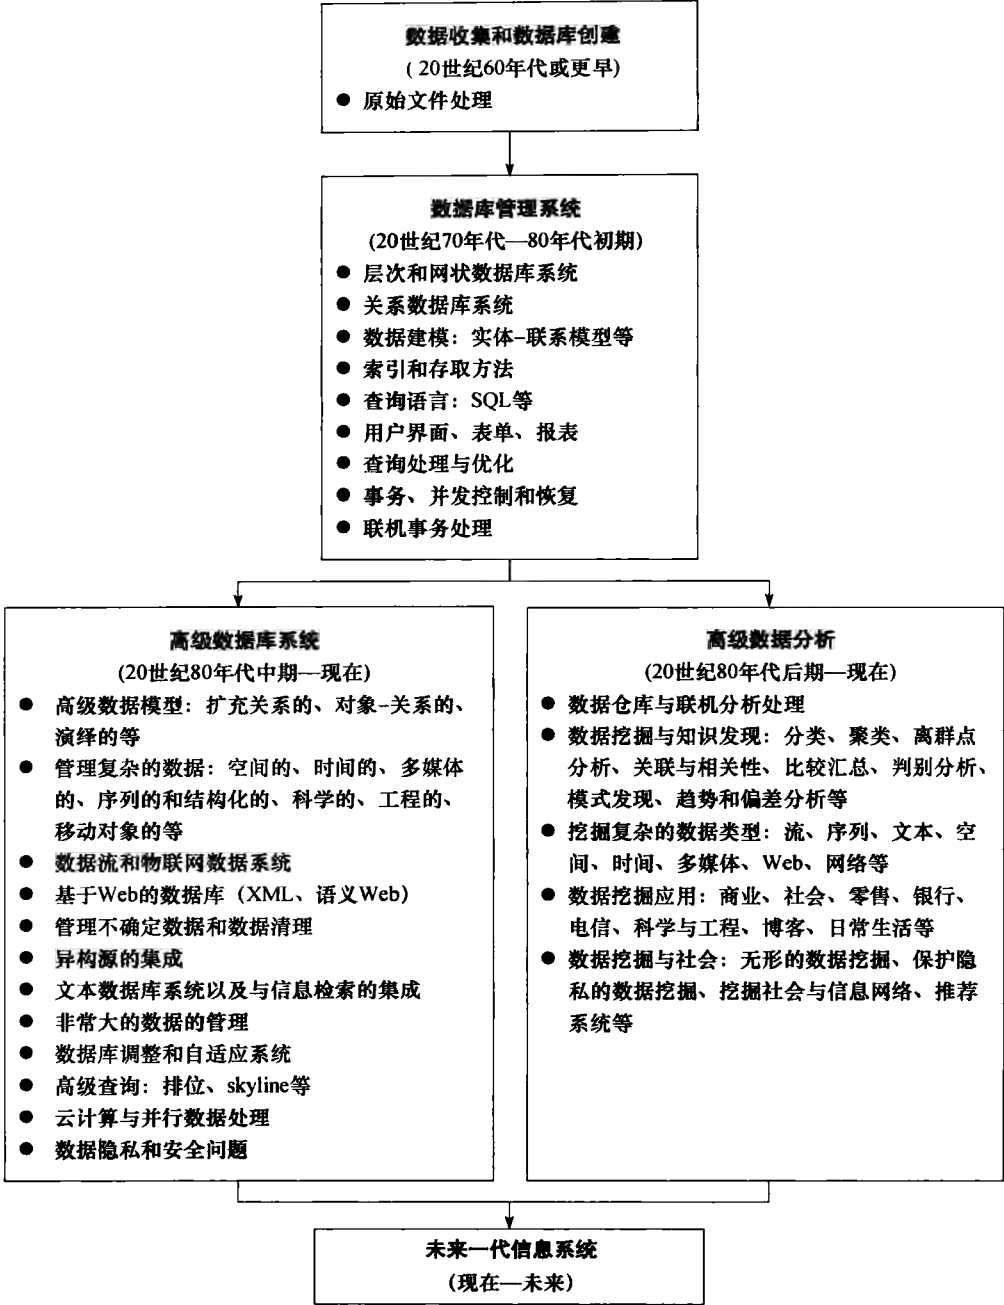 数据收集和数据库创建
(20世纪60年代或更早)
● 原始文件处理
数据库管理系统
(20世纪70年代—80年代初期)
● 层次和网状数据库系统
● 关系数据库系统
● 数据建模：实体-联系模型等
● 索引和存取方法
● 查询语言：SQL等
● 用户界面、表单、报表
● 查询处理与优化
● 事务、并发控制和恢复
● 联机事务处理
高级数据库系统
(20世纪80年代中期—现在)
● 高级数据模型：扩充关系的、对象-关系的、
演绎的等
● 管理复杂的数据：空间的、时间的、多媒体
的、序列的和结构化的、科学的、工程的、
移动对象的等
● 数据流和物联网数据系统
● 基于Web的数据库（XML、语义Web）
● 管理不确定数据和数据清理
● 异构源的集成
● 文本数据库系统以及与信息检索的集成
● 非常大的数据的管理
● 数据库调整和自适应系统
● 高级查询：排位、skyline等
● 云计算与并行数据处理
● 数据隐私和安全问题
高级数据分析
(20世纪80年代后期—现在)
● 数据仓库与联机分析处理
● 数据挖掘与知识发现：分类、聚类、离群点
分析、关联与相关性、比较汇总、判别分析、
模式发现、趋势和偏差分析等
● 挖掘复杂的数据类型：流、序列、文本、空
间、时间、多媒体、Web、网络等
● 数据挖掘应用：商业、社会、零售、银行、
电信、科学与工程、博客、日常生活等
● 数据挖掘与社会：无形的数据挖掘、保护隐
私的数据挖掘、挖掘社会与信息网络、推荐
系统等
未来一代信息系统
(现在—未来)